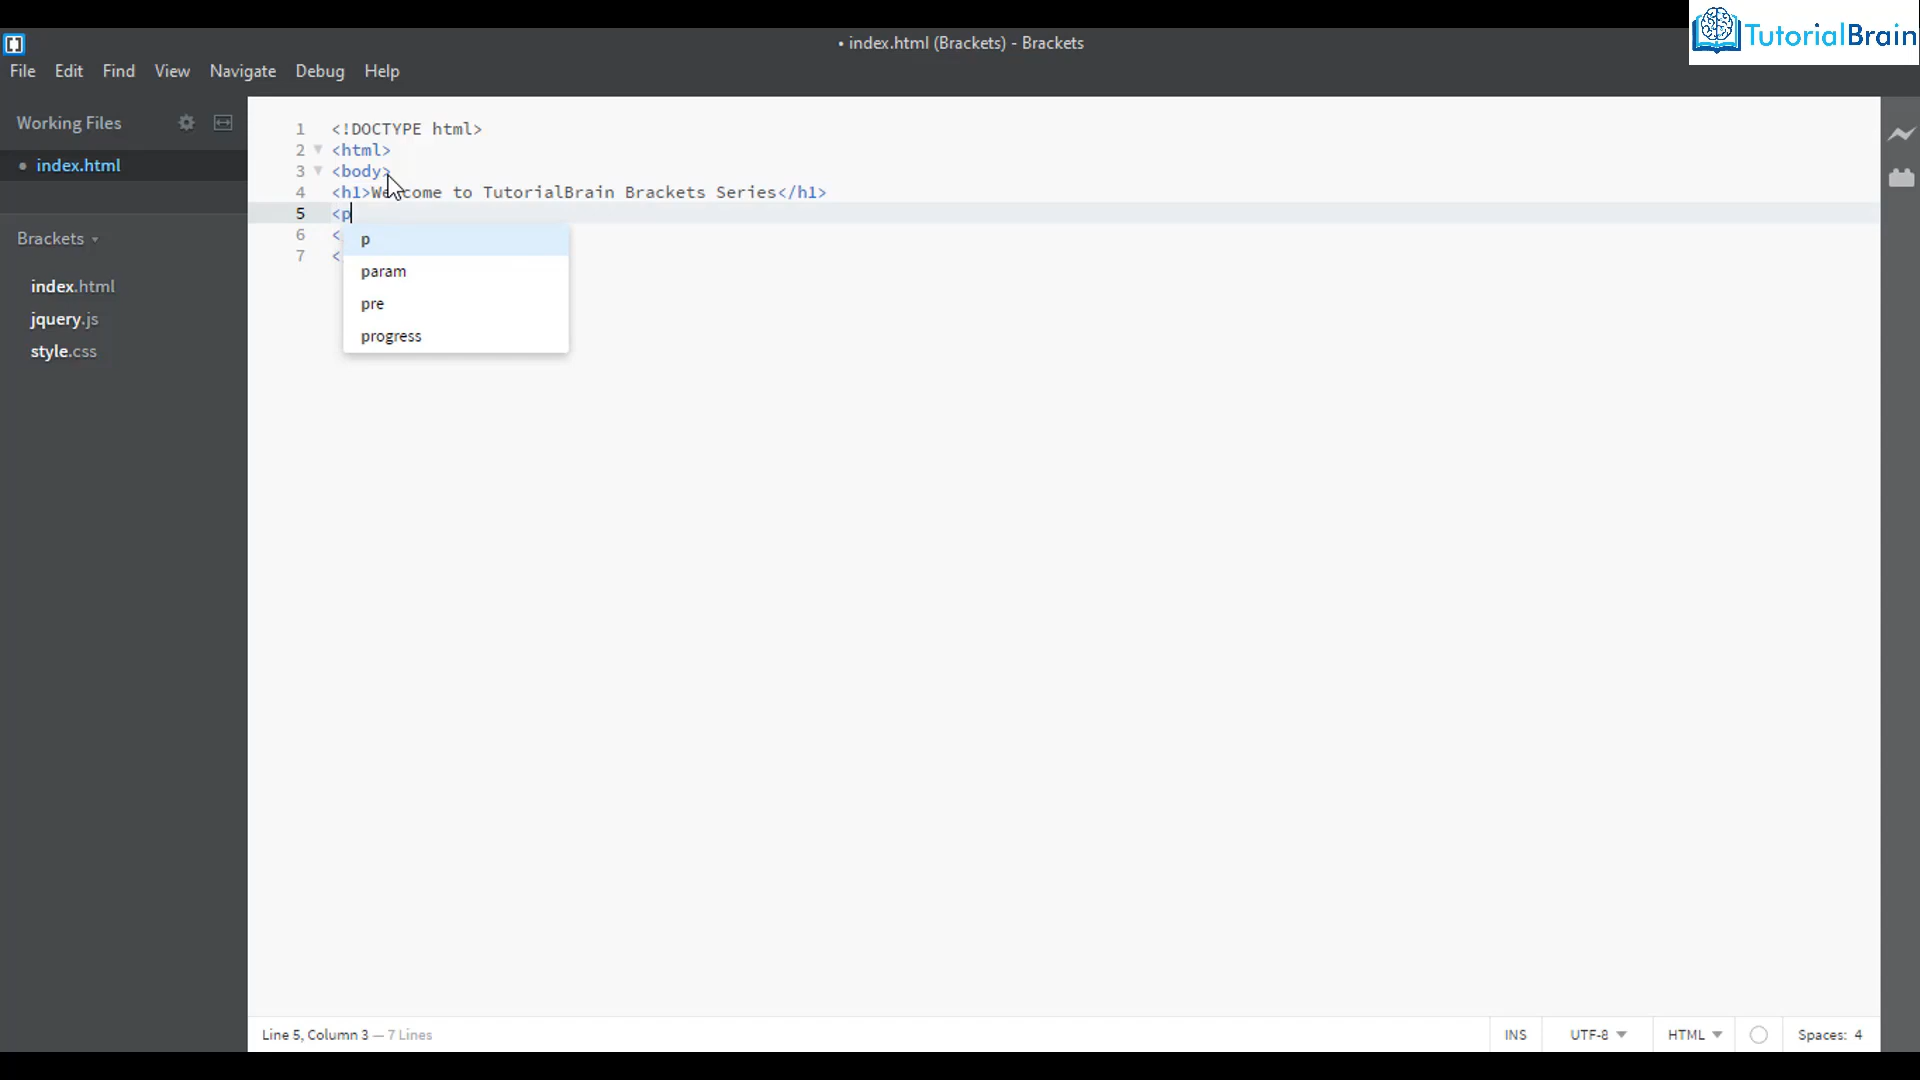 • index.html (Brackets) - Brackets
TutorialBrain
File Edit Find View Navigate Debug Help
Working Files
• index.html
Brackets
index.html
jquery.js
style.css
1 <!DOCTYPE html>
2 <html>
3 <body>
4 <h1>Welcome to TutorialBrain Brackets Series</h1>
5 <p
6 <
7 <
p
param
pre
progress
Line 5, Column 3 — 7 Lines
INS UTF-8 HTML Spaces: 4